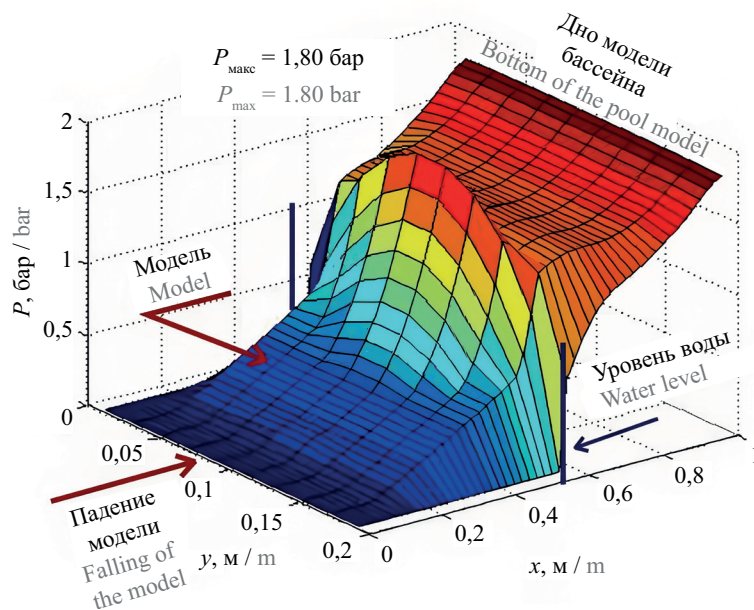 Дно модели
бассейна
Bottom of the pool model
Pмакс = 1,80 бар
Pmax = 1.80 bar
2
1,5
1
0,5
0
P, бар / bar
Модель
Model
Уровень воды
Water level
Падение
модели
Falling of
the model
0,05
0,1
0,15
0,2
y, м / m
0
0,2
0,4
0,6
0,8
x, м / m